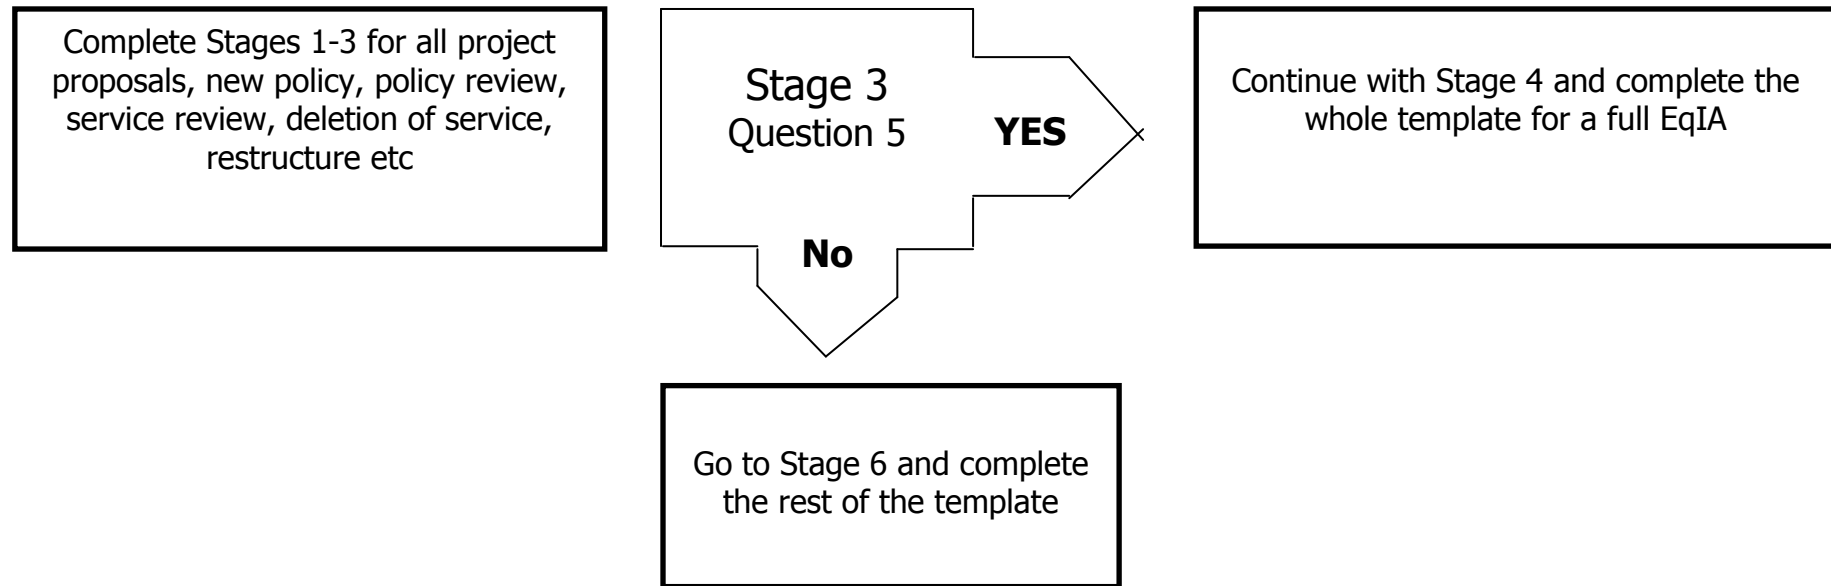 Complete Stages 1-3 for all project
proposals, new policy, policy review,
service review, deletion of service,
restructure etc
Stage 3
Question 5
YES
No
Continue with Stage 4 and complete the
whole template for a full EqIA
Go to Stage 6 and complete
the rest of the template